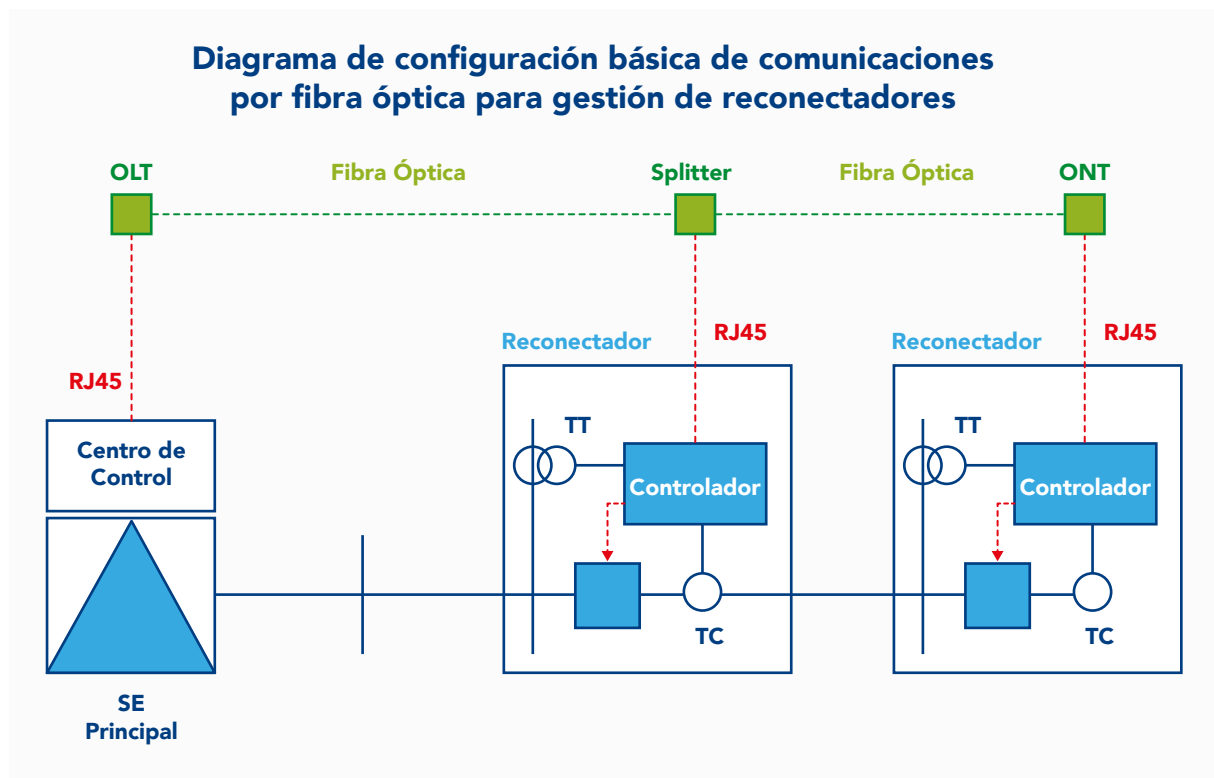 Diagrama de configuración básica de comunicaciones
por fibra óptica para gestión de reconectadores
OLT
Fibra Óptica
Splitter
Fibra Óptica
ONT
RJ45
Reconectador
RJ45
Reconectador
RJ45
Centro de
Control
TT
Controlador
TC
TT
Controlador
TC
SE
Principal